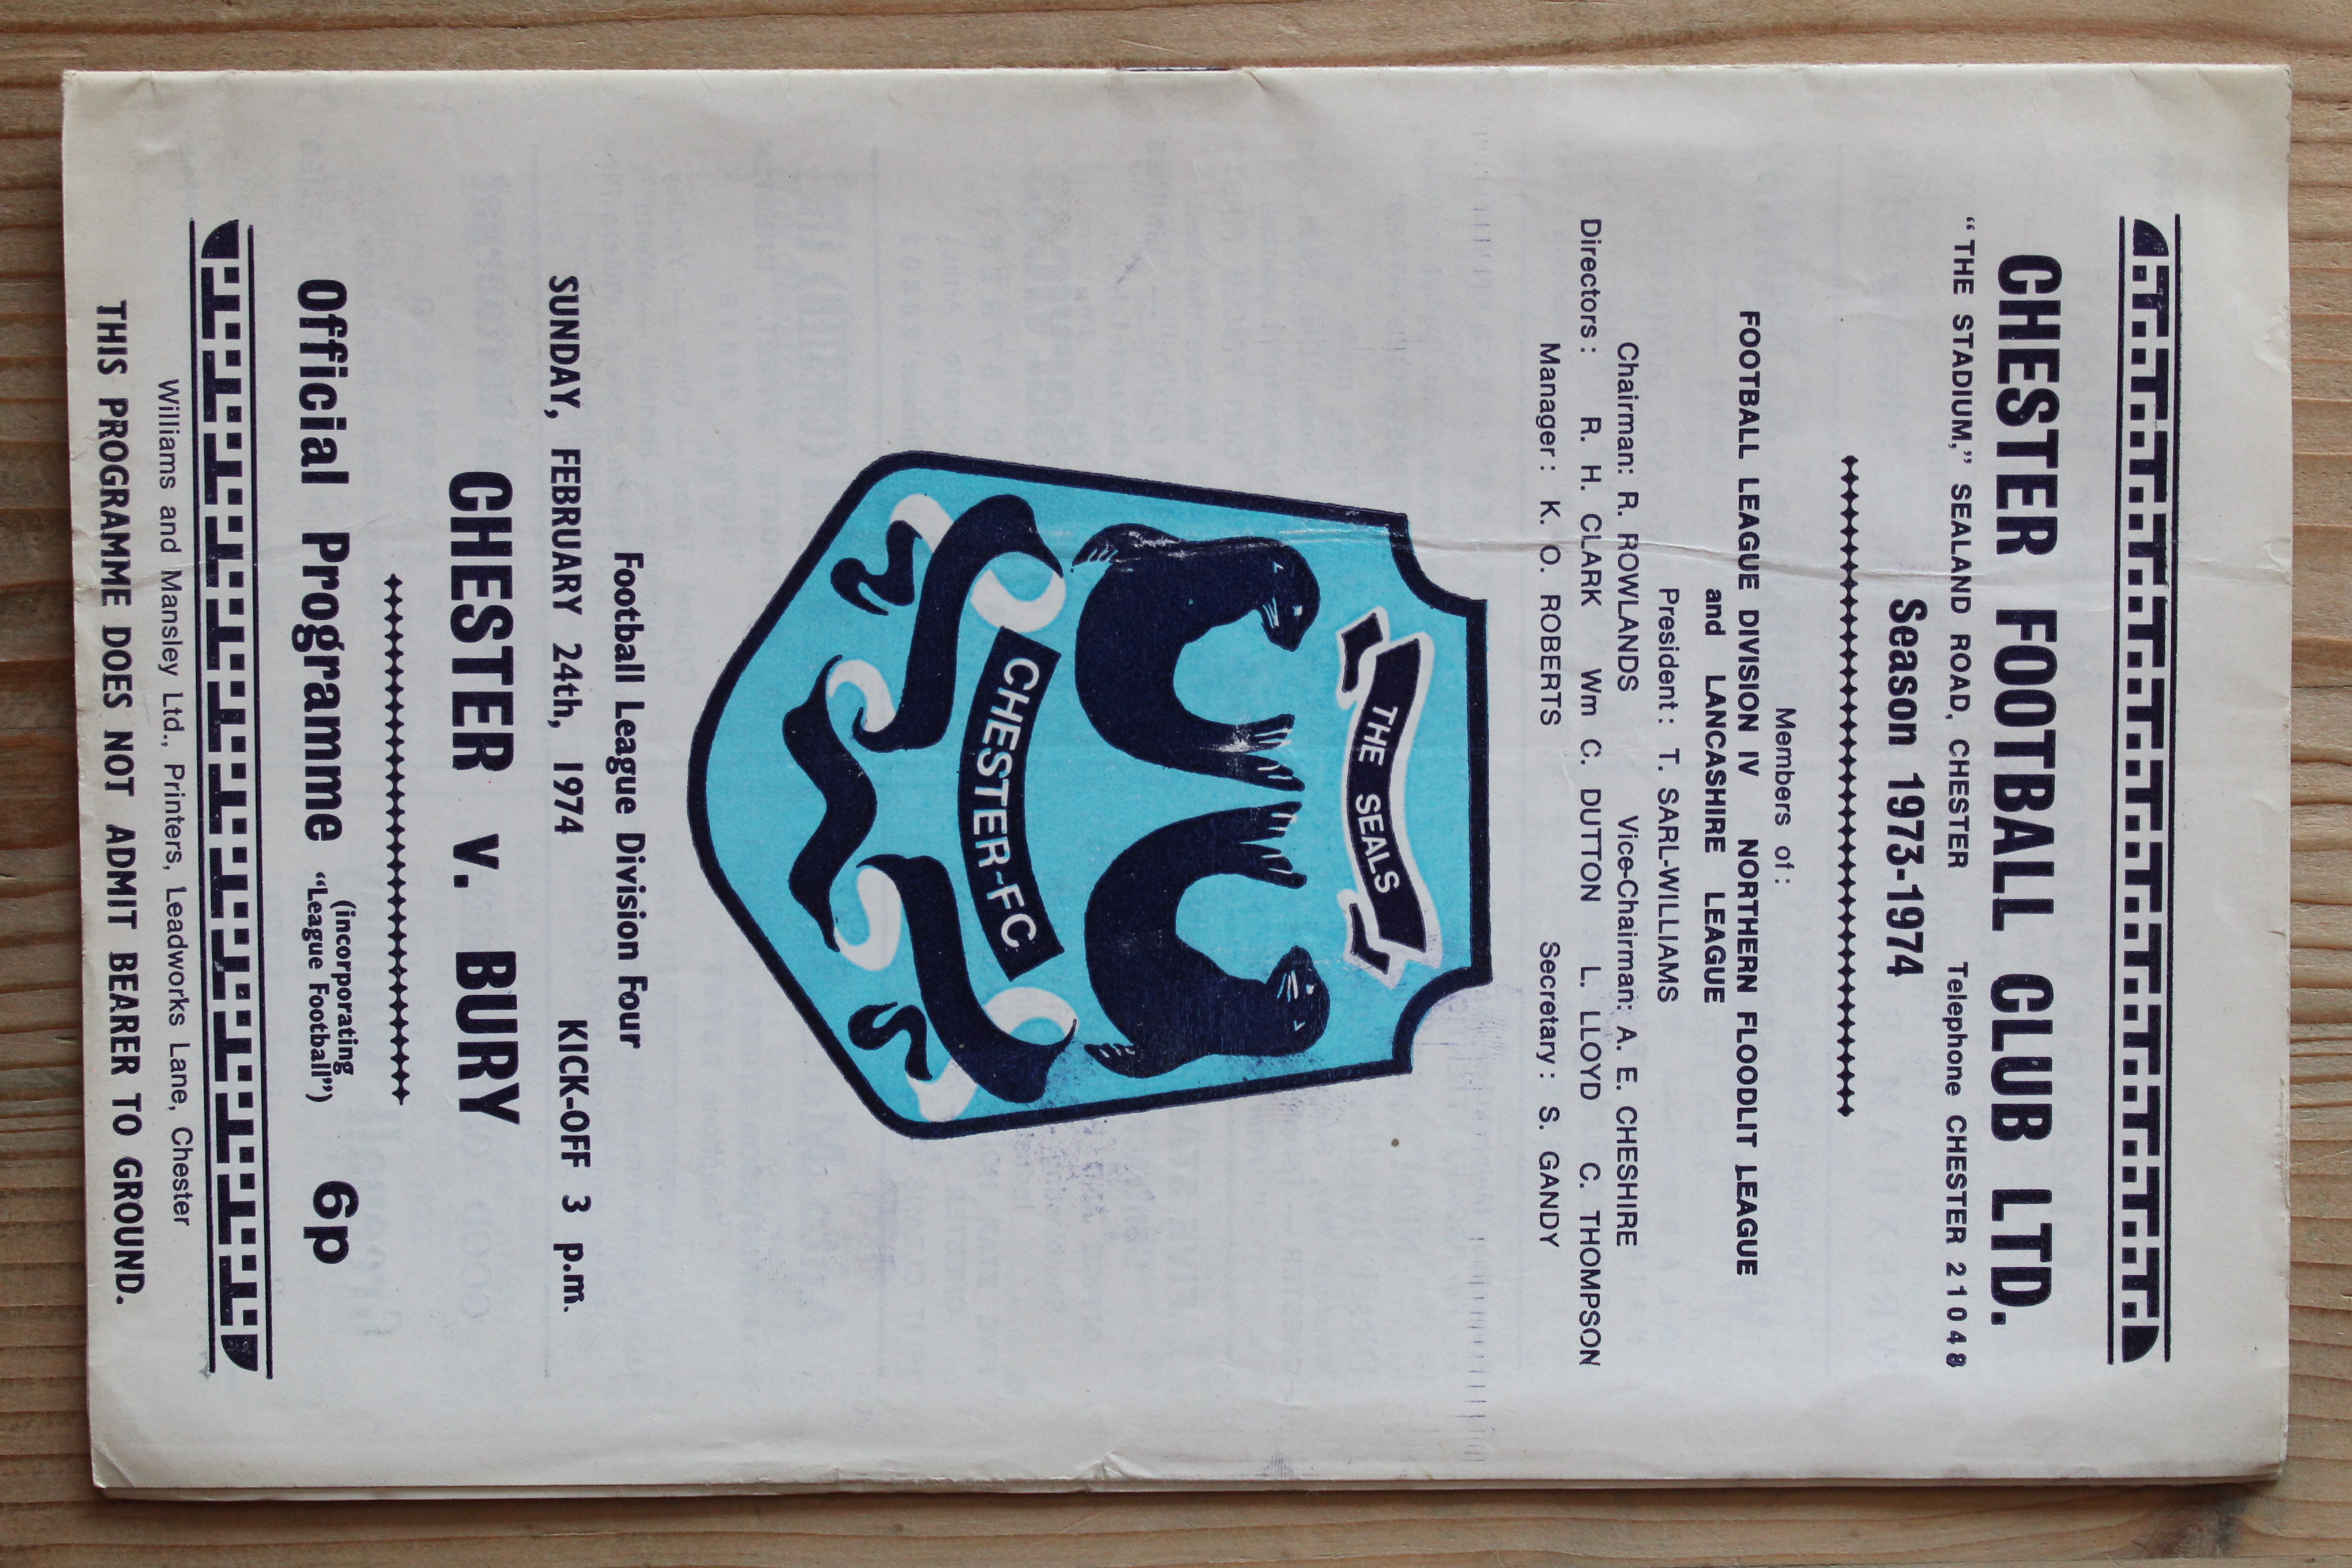 CHESTER FOOTBALL CLUB LTD.
“THE STADIUM,” SEALAND ROAD, CHESTER Telephone CHESTER 21048
Season 1973-1974
Members of:
FOOTBALL LEAGUE DIVISION IV NORTHERN FLOODLIT LEAGUE
and LANCASHIRE LEAGUE
President: T. SARL-WILLIAMS
Chairman: R. ROWLANDS Vice-Chairman: A. E. CHESHIRE
Directors: R. H. CLARK Wm C. DUTTON L. LLOYD C. THOMPSON
Manager: K. O. ROBERTS Secretary: S. GANDY
THE SEALS
CHESTER-FC
Football League Division Four
SUNDAY, FEBRUARY 24th, 1974 KICK-OFF 3 p.m.
CHESTER v. BURY
Official Programme (incorporating “League Football”) 6p
Williams and Mansley Ltd., Printers, Leadworks Lane, Chester
THIS PROGRAMME DOES NOT ADMIT BEARER TO GROUND.